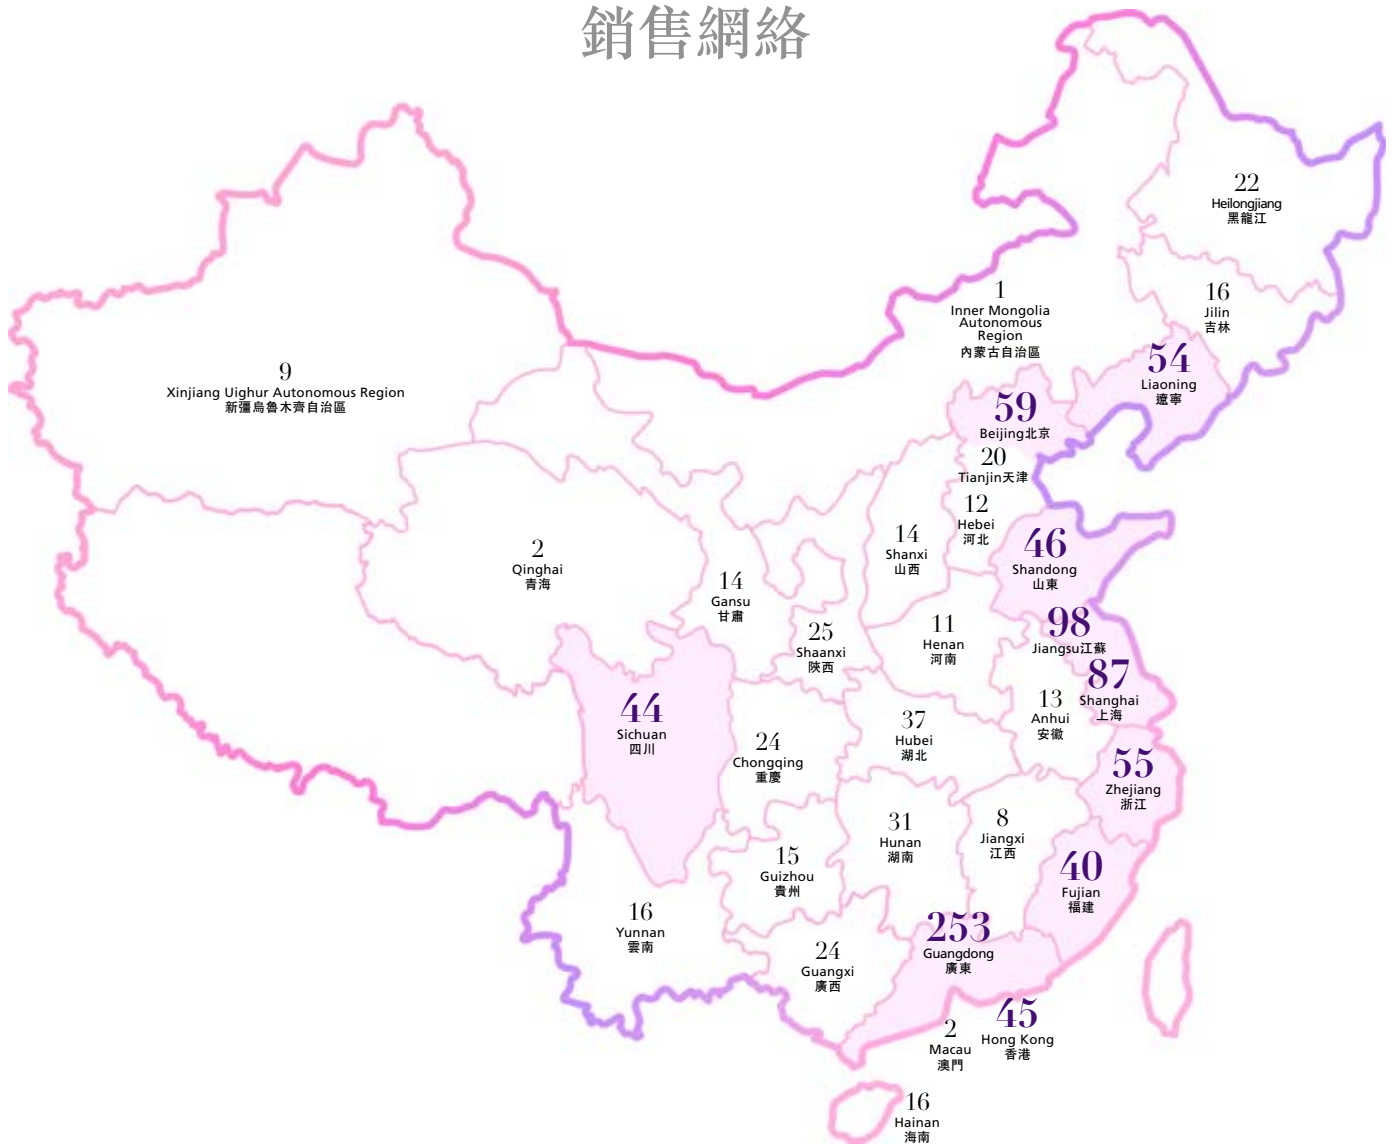 銷售網絡
22
Heilongjiang
黑龍江
16
Jilin
吉林
1
Inner Mongolia
Autonomous
Region
內蒙古自治區
54
Liaoning
遼寧
9
Xinjiang Uighur Autonomous Region
新彊烏魯木齊自治區
59
Beijing北京
20
Tianjin天津
12
Hebei
河北
14
Shanxi
山西
46
Shandong
山東
2
Qinghai
青海
14
Gansu
甘肅
25
Shaanxi
陝西
11
Henan
河南
98
Jiangsu江蘇
87
Shanghai
上海
13
Anhui
安徽
44
Sichuan
四川
24
Chongqing
重慶
37
Hubei
湖北
55
Zhejiang
浙江
31
Hunan
湖南
8
Jiangxi
江西
15
Guizhou
貴州
40
Fujian
福建
16
Yunnan
雲南
24
Guangxi
廣西
253
Guangdong
廣東
2
Macau
澳門
45
Hong Kong
香港
16
Hainan
海南